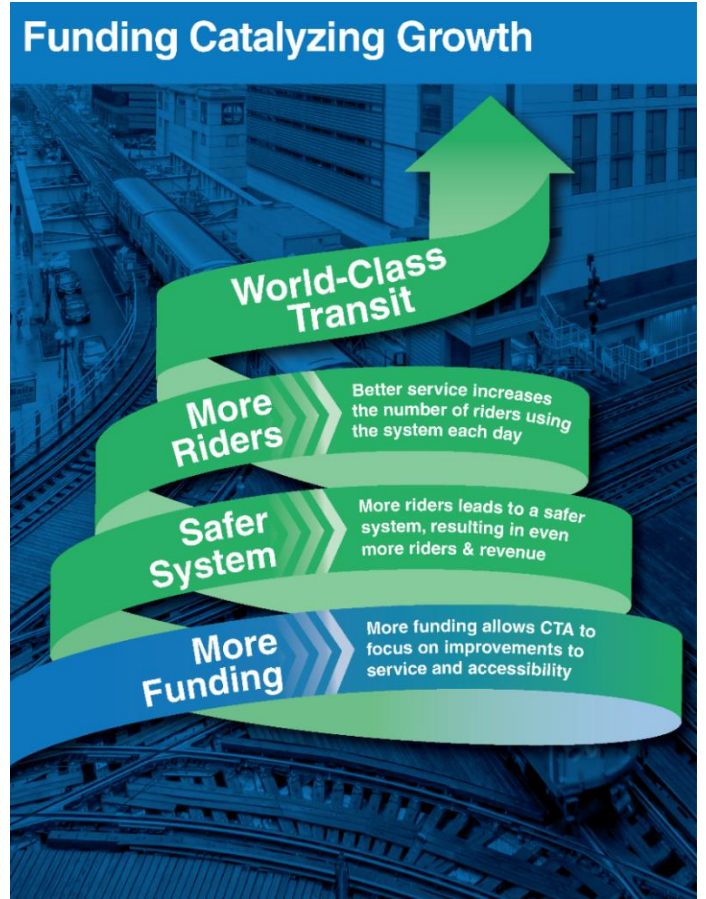 Funding Catalyzing Growth
World-Class
Transit
More
Riders
Better service increases
the number of riders using
the system each day
Safer
System
More riders leads to a safer
system, resulting in even
more riders & revenue
More
Funding
More funding allows CTA to
focus on improvements to
service and accessibility